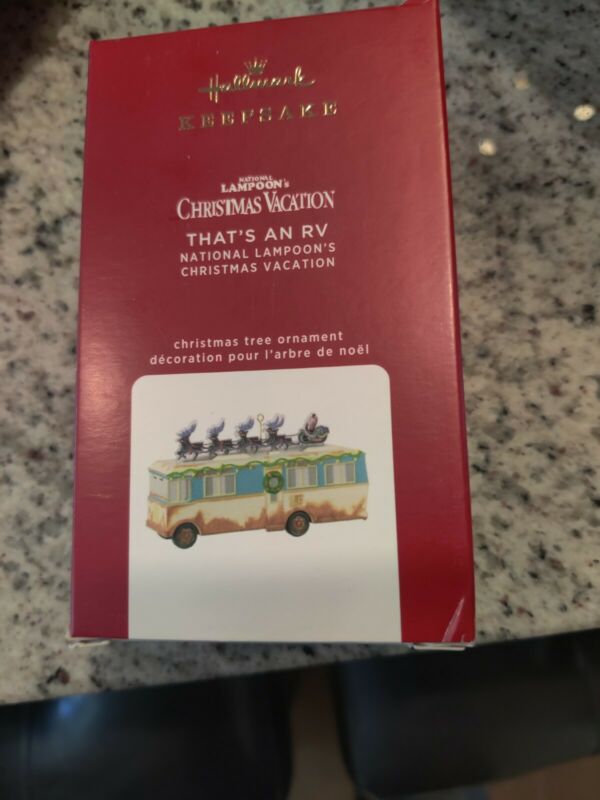 Hallmark
KEEPSAKE
NATIONAL
LAMPOON'S
CHRISTMAS VACATION
THAT'S AN RV
NATIONAL LAMPOON'S
CHRISTMAS VACATION
christmas tree ornament
décoration pour l'arbre de noël